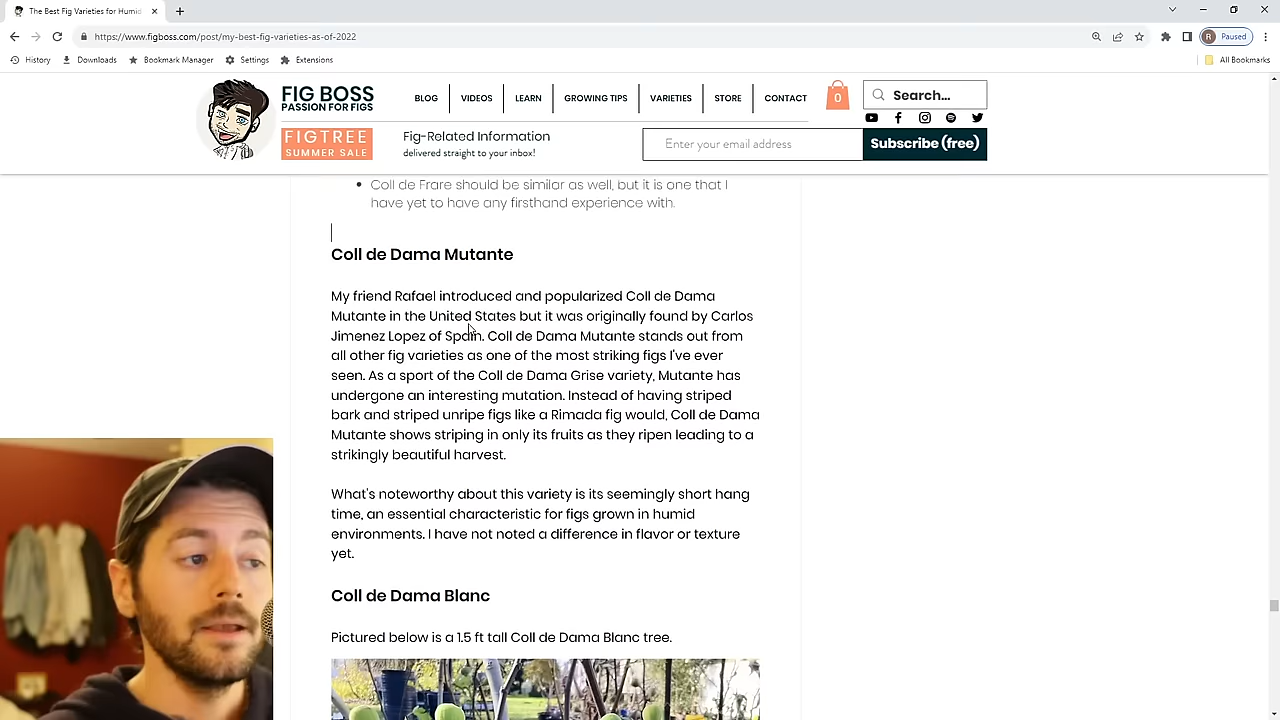 The Best Fig Varieties for Humid
https://www.figboss.com/post/my-best-fig-varieties-as-of-2022
R Paused
History Downloads Bookmark Manager Settings Extensions All Bookmarks
FIG BOSS
PASSION FOR FIGS
BLOG VIDEOS LEARN GROWING TIPS VARIETIES STORE CONTACT
0
Search...
FIGTREE
SUMMER SALE
Fig-Related Information
delivered straight to your inbox!
Enter your email address
Subscribe (free)
Coll de Frare should be similar as well, but it is one that I
have yet to have any firsthand experience with.
Coll de Dama Mutante
My friend Rafael introduced and popularized Coll de Dama
Mutante in the United States but it was originally found by Carlos
Jimenez Lopez of Spain. Coll de Dama Mutante stands out from
all other fig varieties as one of the most striking figs I've ever
seen. As a sport of the Coll de Dama Grise variety, Mutante has
undergone an interesting mutation. Instead of having striped
bark and striped unripe figs like a Rimada fig would, Coll de Dama
Mutante shows striping in only its fruits as they ripen leading to a
strikingly beautiful harvest.
What's noteworthy about this variety is its seemingly short hang
time, an essential characteristic for figs grown in humid
environments. I have not noted a difference in flavor or texture
yet.
Coll de Dama Blanc
Pictured below is a 1.5 ft tall Coll de Dama Blanc tree.